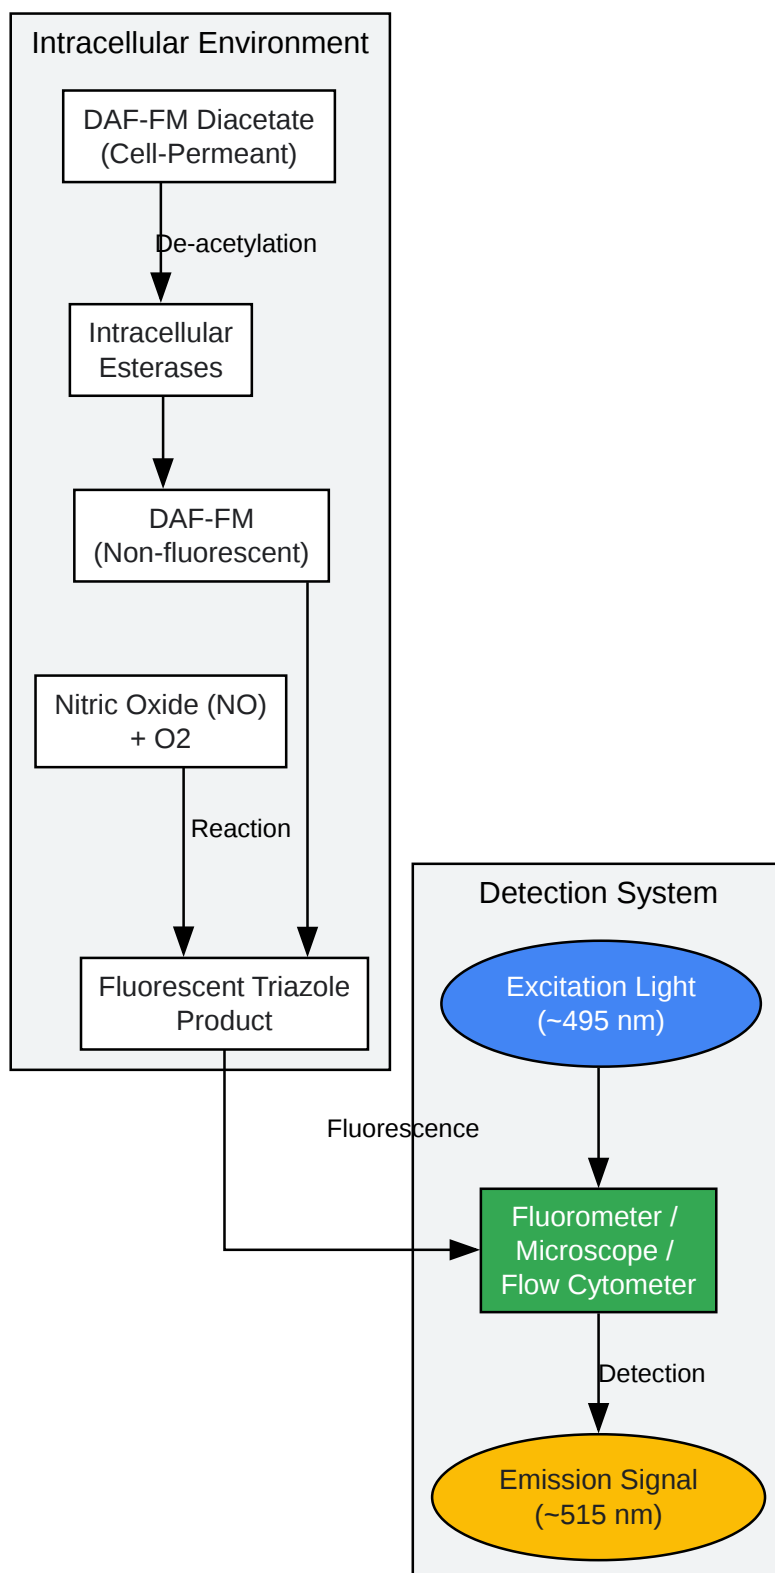 Intracellular Environment
DAF-FM Diacetate
(Cell-Permeant)
De-acetylation
Intracellular
Esterases
DAF-FM
(Non-fluorescent)
Nitric Oxide (NO)
+ O2
Reaction
Fluorescent Triazole
Product
Fluorescence
Detection System
Excitation Light
(~495 nm)
Fluorometer /
Microscope /
Flow Cytometer
Detection
Emission Signal
(~515 nm)